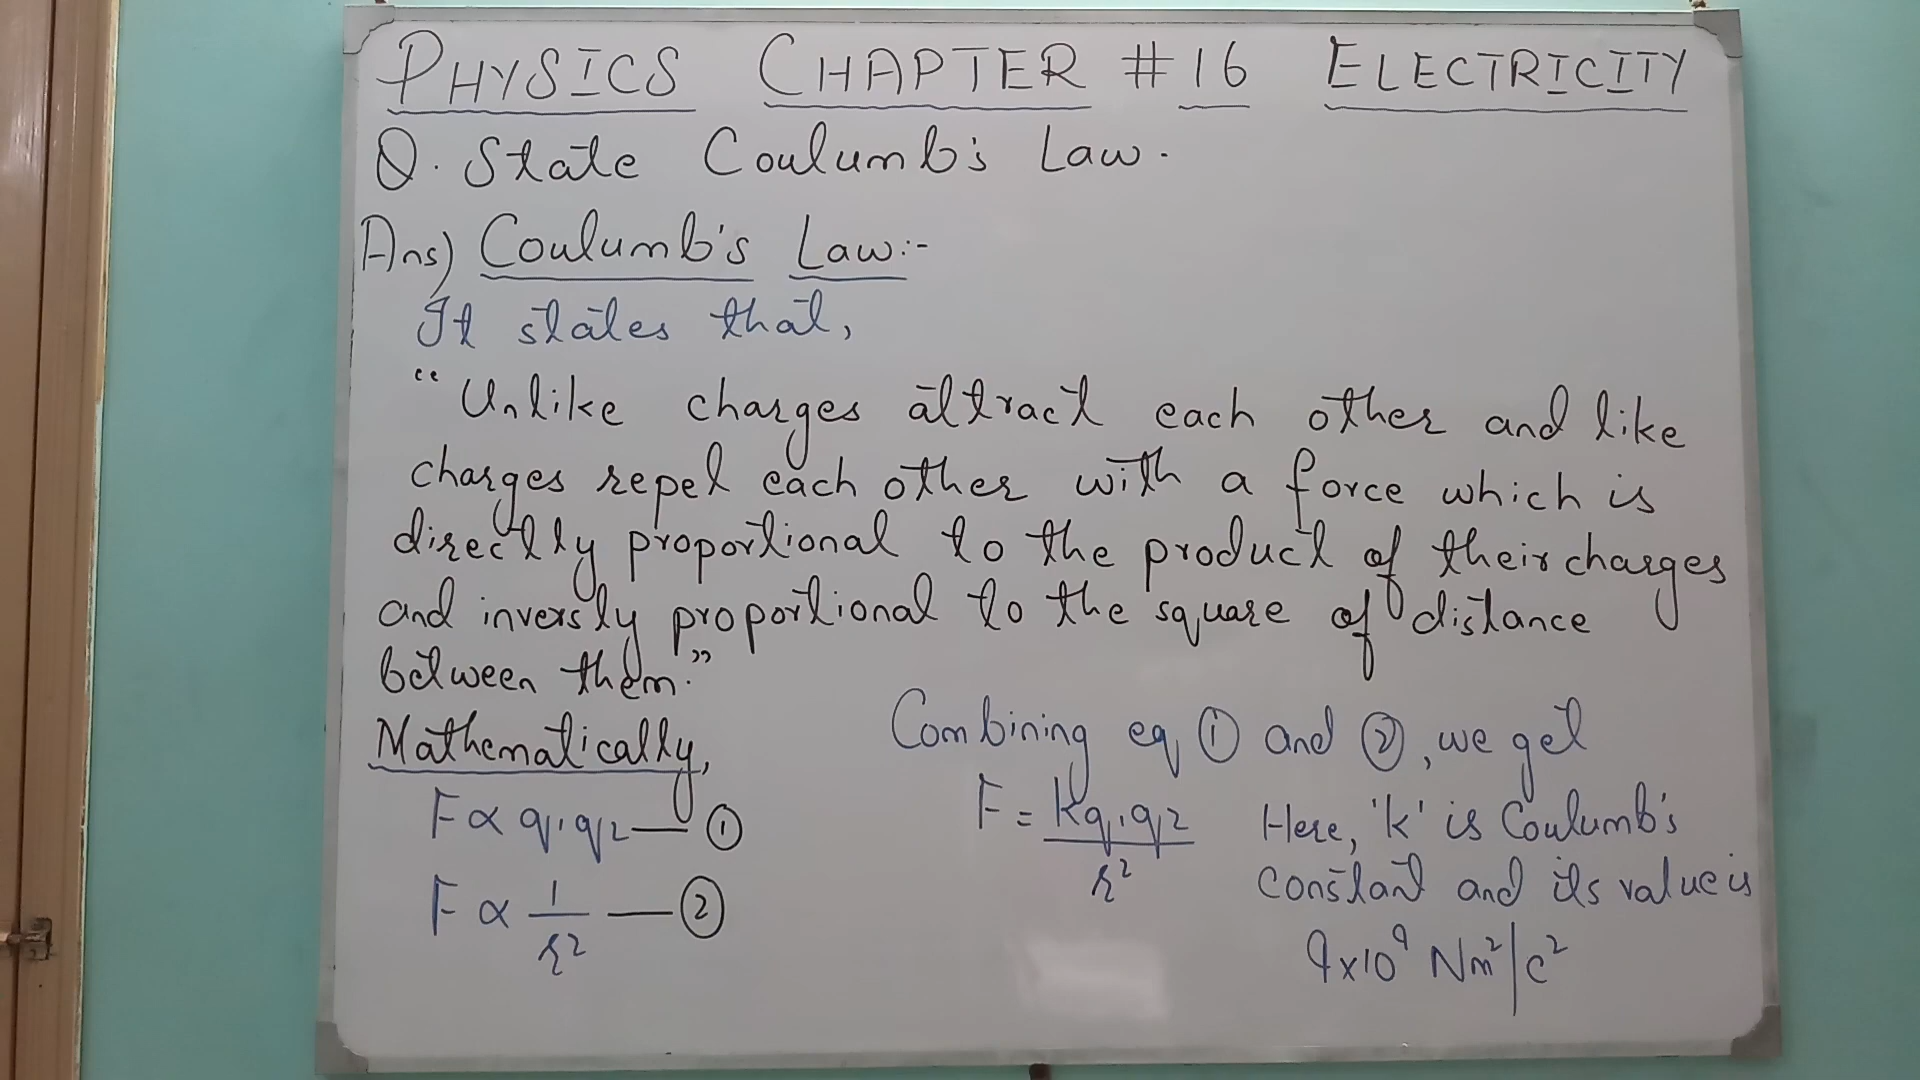 PHYSICS CHAPTER #16 ELECTRICITY
Q. State Coulumb's Law.
Ans) Coulumb's Law:-
It states that,
“Unlike charges attract each other and like
charges repel each other with a force which is
directly proportional to the product of their charges
and inversly proportional to the square of distance
between them.”
Mathematically,
F ∝ q₁q₂ — ①
F ∝ 1/r² — ②
Combining eq ① and ②, we get
F = Kq₁q₂/r²
Here, 'k' is Coulumb's
constant and its value is
9x10⁹ Nm²/c²